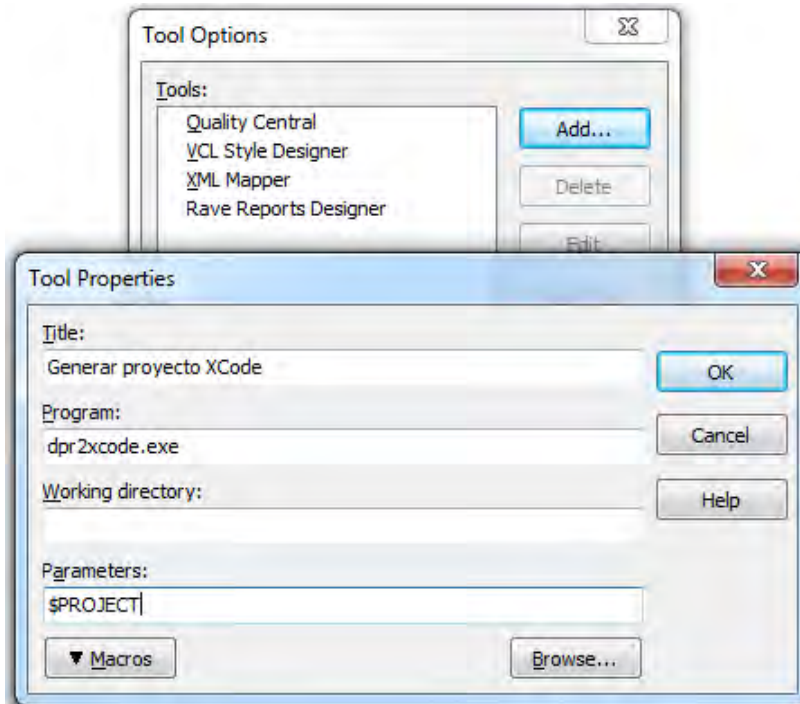 Tool Options
Tools:
Quality Central
VCL Style Designer
XML Mapper
Rave Reports Designer
Add...
Delete
Edit
Tool Properties
Title:
Generar proyecto XCode
OK
Program:
dpr2xcode.exe
Cancel
Working directory:
Help
Parameters:
$PROJECT
▼ Macros
Browse...